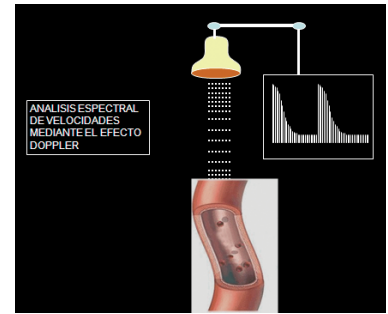 ANALISIS ESPECTRAL
DE VELOCIDADES
MEDIANTE EL EFECTO
DOPPLER